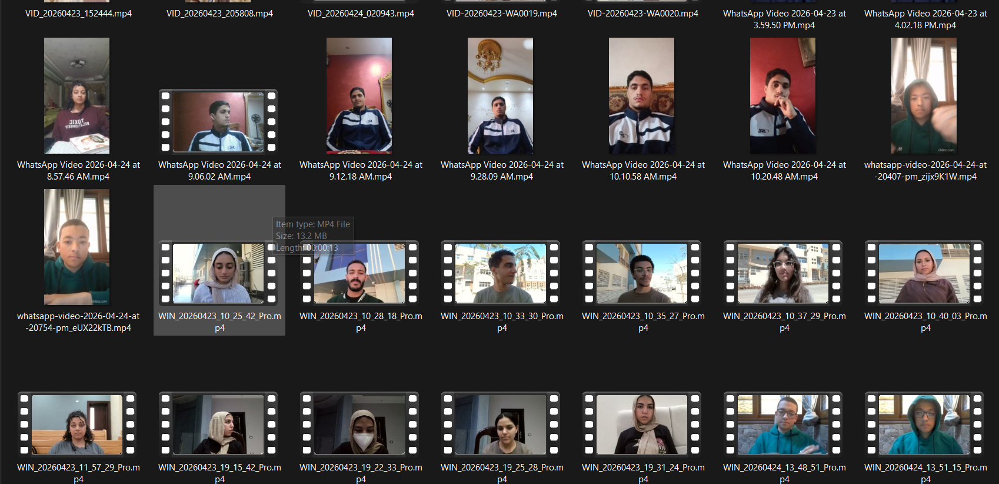 VID_20260423_152444.mp4
VID_20260423_205808.mp4
VID_20260424_020943.mp4
VID-20260423-WA0019.mp4
VID-20260423-WA0020.mp4
WhatsApp Video 2026-04-23 at
3.59.50 PM.mp4
WhatsApp Video 2026-04-23 at
4.02.18 PM.mp4
TOXIC
clideo.com
WhatsApp Video 2026-04-24 at
8.57.46 AM.mp4
WhatsApp Video 2026-04-24 at
9.06.02 AM.mp4
WhatsApp Video 2026-04-24 at
9.12.18 AM.mp4
WhatsApp Video 2026-04-24 at
9.28.09 AM.mp4
WhatsApp Video 2026-04-24 at
10.10.58 AM.mp4
WhatsApp Video 2026-04-24 at
10.20.48 AM.mp4
whatsapp-video-2026-04-24-at
-20407-pm_zijx9K1W.mp4
Item type: MP4 File
Size: 13.2 MB
Length: 00:00:13
clideo.com
whatsapp-video-2026-04-24-at
-20754-pm_eUX22kTB.mp4
WIN_20260423_10_25_42_Pro.m
p4
WIN_20260423_10_28_18_Pro.m
p4
WIN_20260423_10_33_30_Pro.m
p4
WIN_20260423_10_35_27_Pro.m
p4
WIN_20260423_10_37_29_Pro.m
p4
WIN_20260423_10_40_03_Pro.m
p4
WIN_20260423_11_57_29_Pro.m
p4
WIN_20260423_19_15_42_Pro.m
p4
WIN_20260423_19_22_33_Pro.m
p4
WIN_20260423_19_25_28_Pro.m
p4
WIN_20260423_19_31_24_Pro.m
p4
WIN_20260424_13_48_51_Pro.m
p4
WIN_20260424_13_51_15_Pro.m
p4